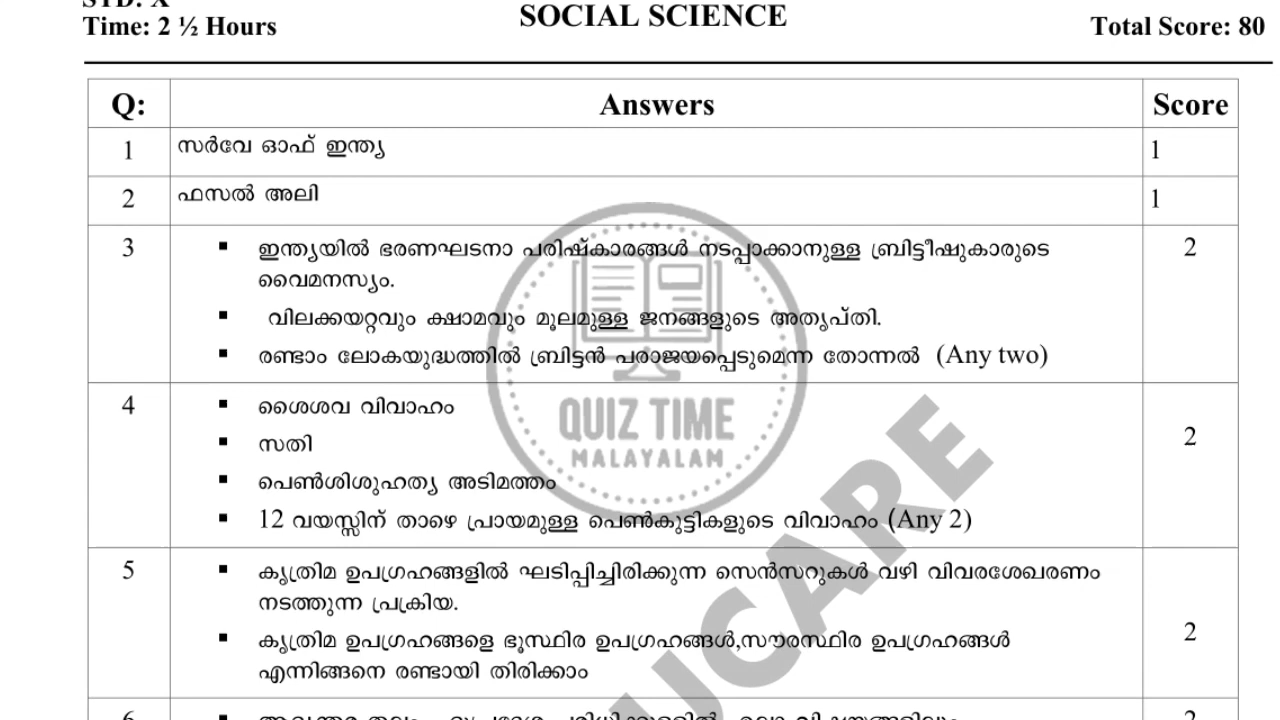 STD: X
SOCIAL SCIENCE
Time: 2 ½ Hours
Total Score: 80
Q: Answers Score
1 സർവേ ഓഫ് ഇന്ത്യ 1
2 ഫസൽ അലി 1
3 ▪ ഇന്ത്യയിൽ ഭരണഘടനാ പരിഷ്കാരങ്ങൾ നടപ്പാക്കാനുള്ള ബ്രിട്ടീഷുകാരുടെ 2
വൈമനസ്യം.
▪ വിലക്കയറ്റവും ക്ഷാമവും മൂലമുള്ള ജനങ്ങളുടെ അതൃപ്തി.
▪ രണ്ടാം ലോകയുദ്ധത്തിൽ ബ്രിട്ടൻ പരാജയപ്പെടുമെന്ന തോന്നൽ (Any two)
4 ▪ ശൈശവ വിവാഹം
▪ സതി 2
▪ പെൺശിശുഹത്യ അടിമത്തം
▪ 12 വയസ്സിന് താഴെ പ്രായമുള്ള പെൺകുട്ടികളുടെ വിവാഹം (Any 2)
5 ▪ കൃത്രിമ ഉപഗ്രഹങ്ങളിൽ ഘടിപ്പിച്ചിരിക്കുന്ന സെൻസറുകൾ വഴി വിവരശേഖരണം
നടത്തുന്ന പ്രക്രിയ.
▪ കൃത്രിമ ഉപഗ്രഹങ്ങളെ ഭൂസ്ഥിര ഉപഗ്രഹങ്ങൾ,സൗരസ്ഥിര ഉപഗ്രഹങ്ങൾ 2
എന്നിങ്ങനെ രണ്ടായി തിരിക്കാം
QUIZ TIME
MALAYALAM
UCARE